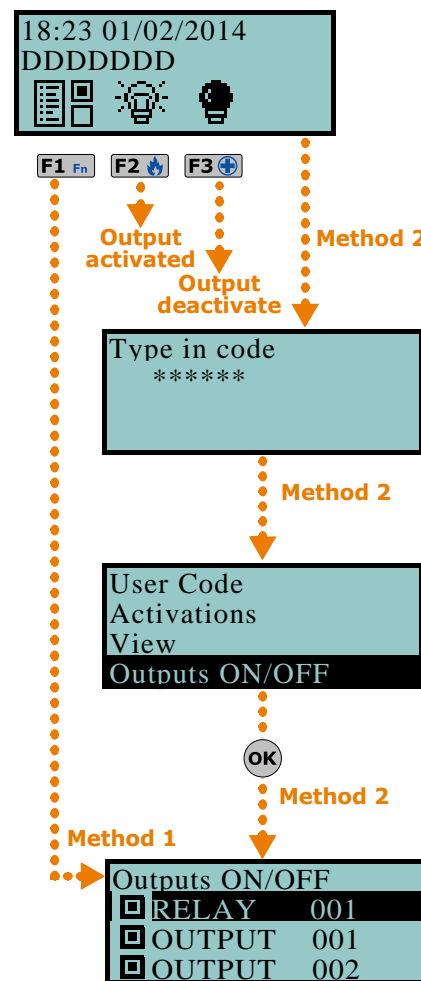 18:23 01/02/2014
DDDDDDD
F1 Fn F2 F3
Output
activated
Method 2
Output
deactivate
Type in code
******
Method 2
User Code
Activations
View
Outputs ON/OFF
OK
Method 2
Method 1
Outputs ON/OFF
RELAY 001
OUTPUT 001
OUTPUT 002